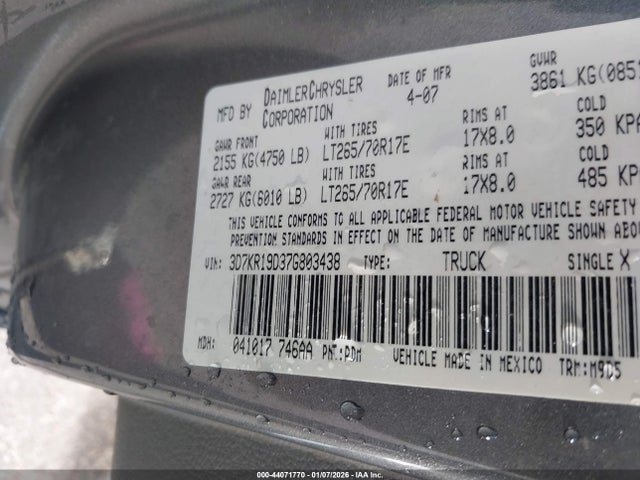 MFD BY DAIMLERCHRYSLER CORPORATION DATE OF MFR 4-07 GVWR 3861 KG(085
GAWR FRONT WITH TIRES RIMS AT COLD
2155 KG(4750 LB) LT265/70R17E 17X8.0 350 KPA
GAWR REAR WITH TIRES RIMS AT COLD
2727 KG(6010 LB) LT265/70R17E 17X8.0 485 KP
THIS VEHICLE CONFORMS TO ALL APPLICABLE FEDERAL MOTOR VEHICLE SAFETY
PREVENTION STANDARDS IN EFFECT ON THE DATE OF MANUFACTURE SHOWN ABOV
VIN: 3D7KR19D37G803438 TYPE: TRUCK SINGLE X
MDH: 041017 746AA PNT: PDM VEHICLE MADE IN MEXICO TRM: M9D5
000-44071770 | 01/07/2026 - IAA Inc.